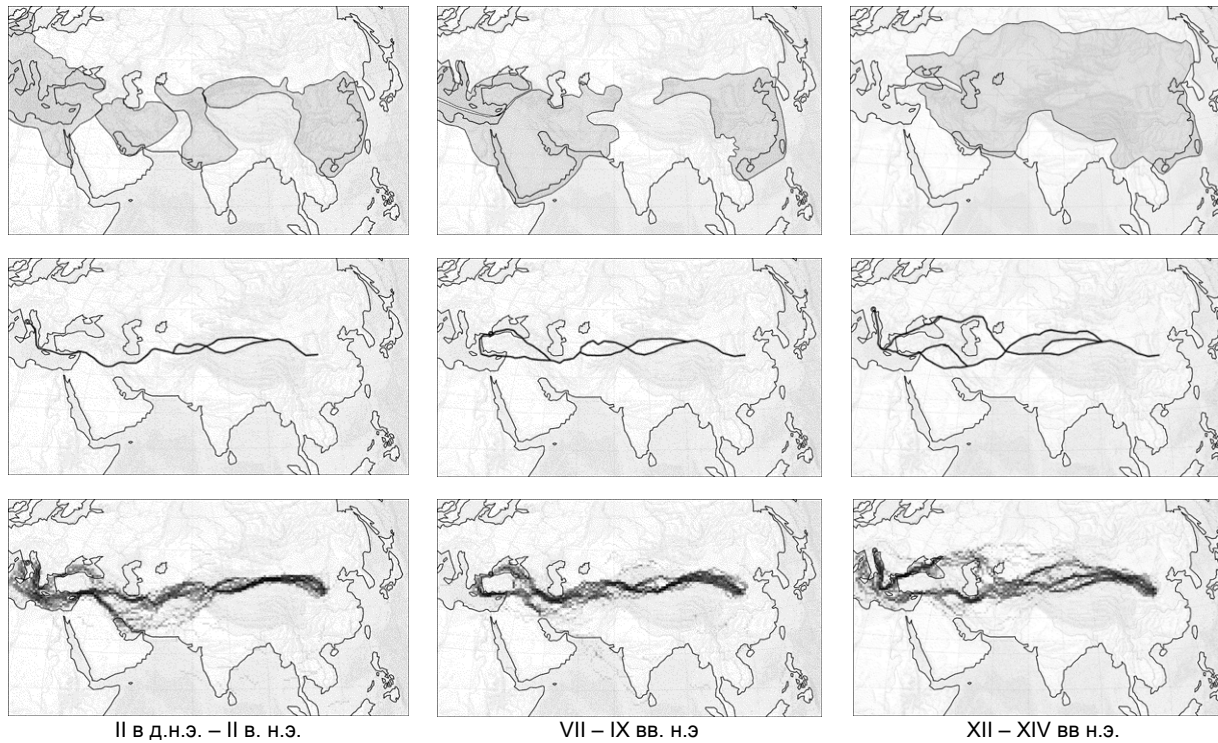 II в д.н.э. – II в. н.э.
VII – IX вв. н.э
XII – XIV вв н.э.